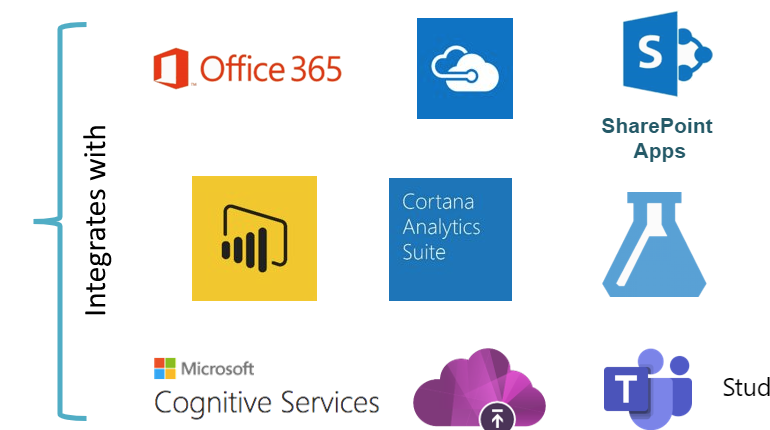 Integrates with
Office 365
S
SharePoint
Apps
Cortana
Analytics
Suite
Microsoft
Cognitive Services
T
Stud